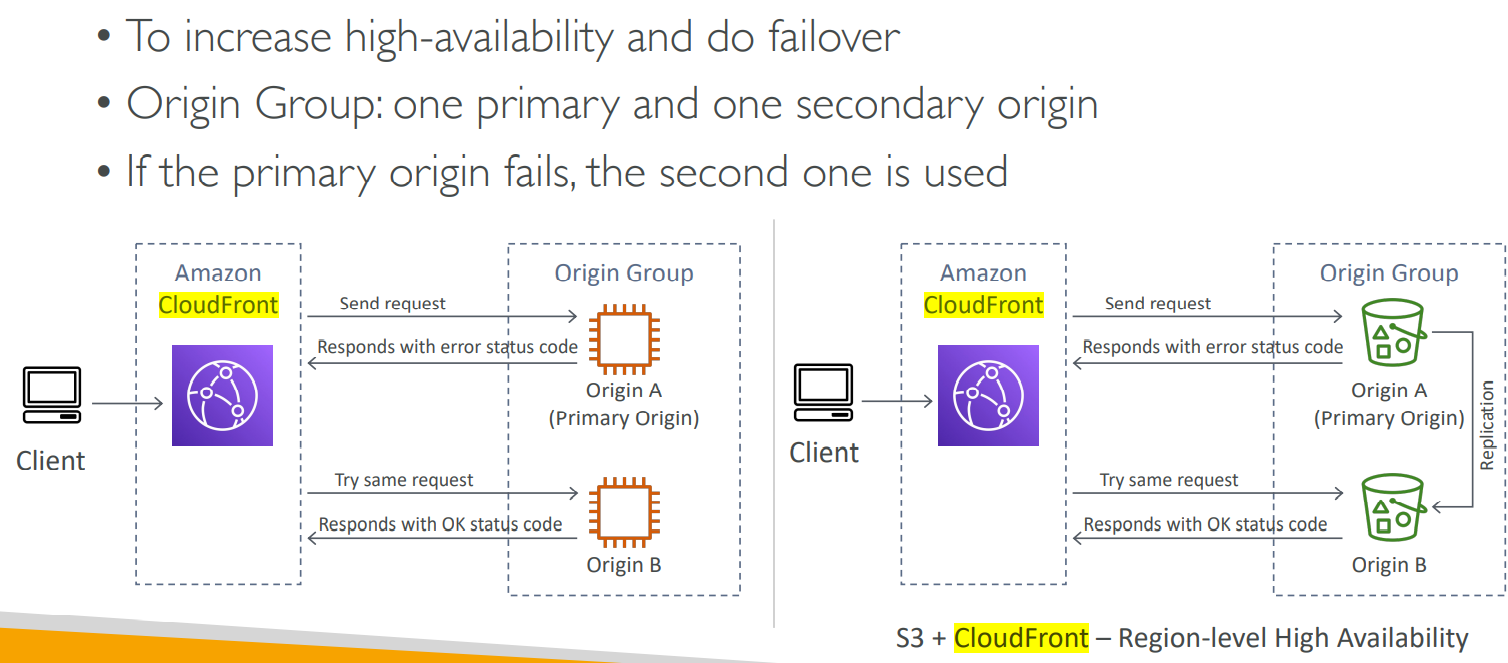 • To increase high-availability and do failover
• Origin Group: one primary and one secondary origin
• If the primary origin fails, the second one is used
Amazon
CloudFront
Client
Send request
Responds with error status code
Try same request
Responds with OK status code
Origin Group
Origin A
(Primary Origin)
Origin B
Amazon
CloudFront
Client
Send request
Responds with error status code
Try same request
Responds with OK status code
Origin Group
Origin A
(Primary Origin)
Replication
Origin B
S3 + CloudFront – Region-level High Availability